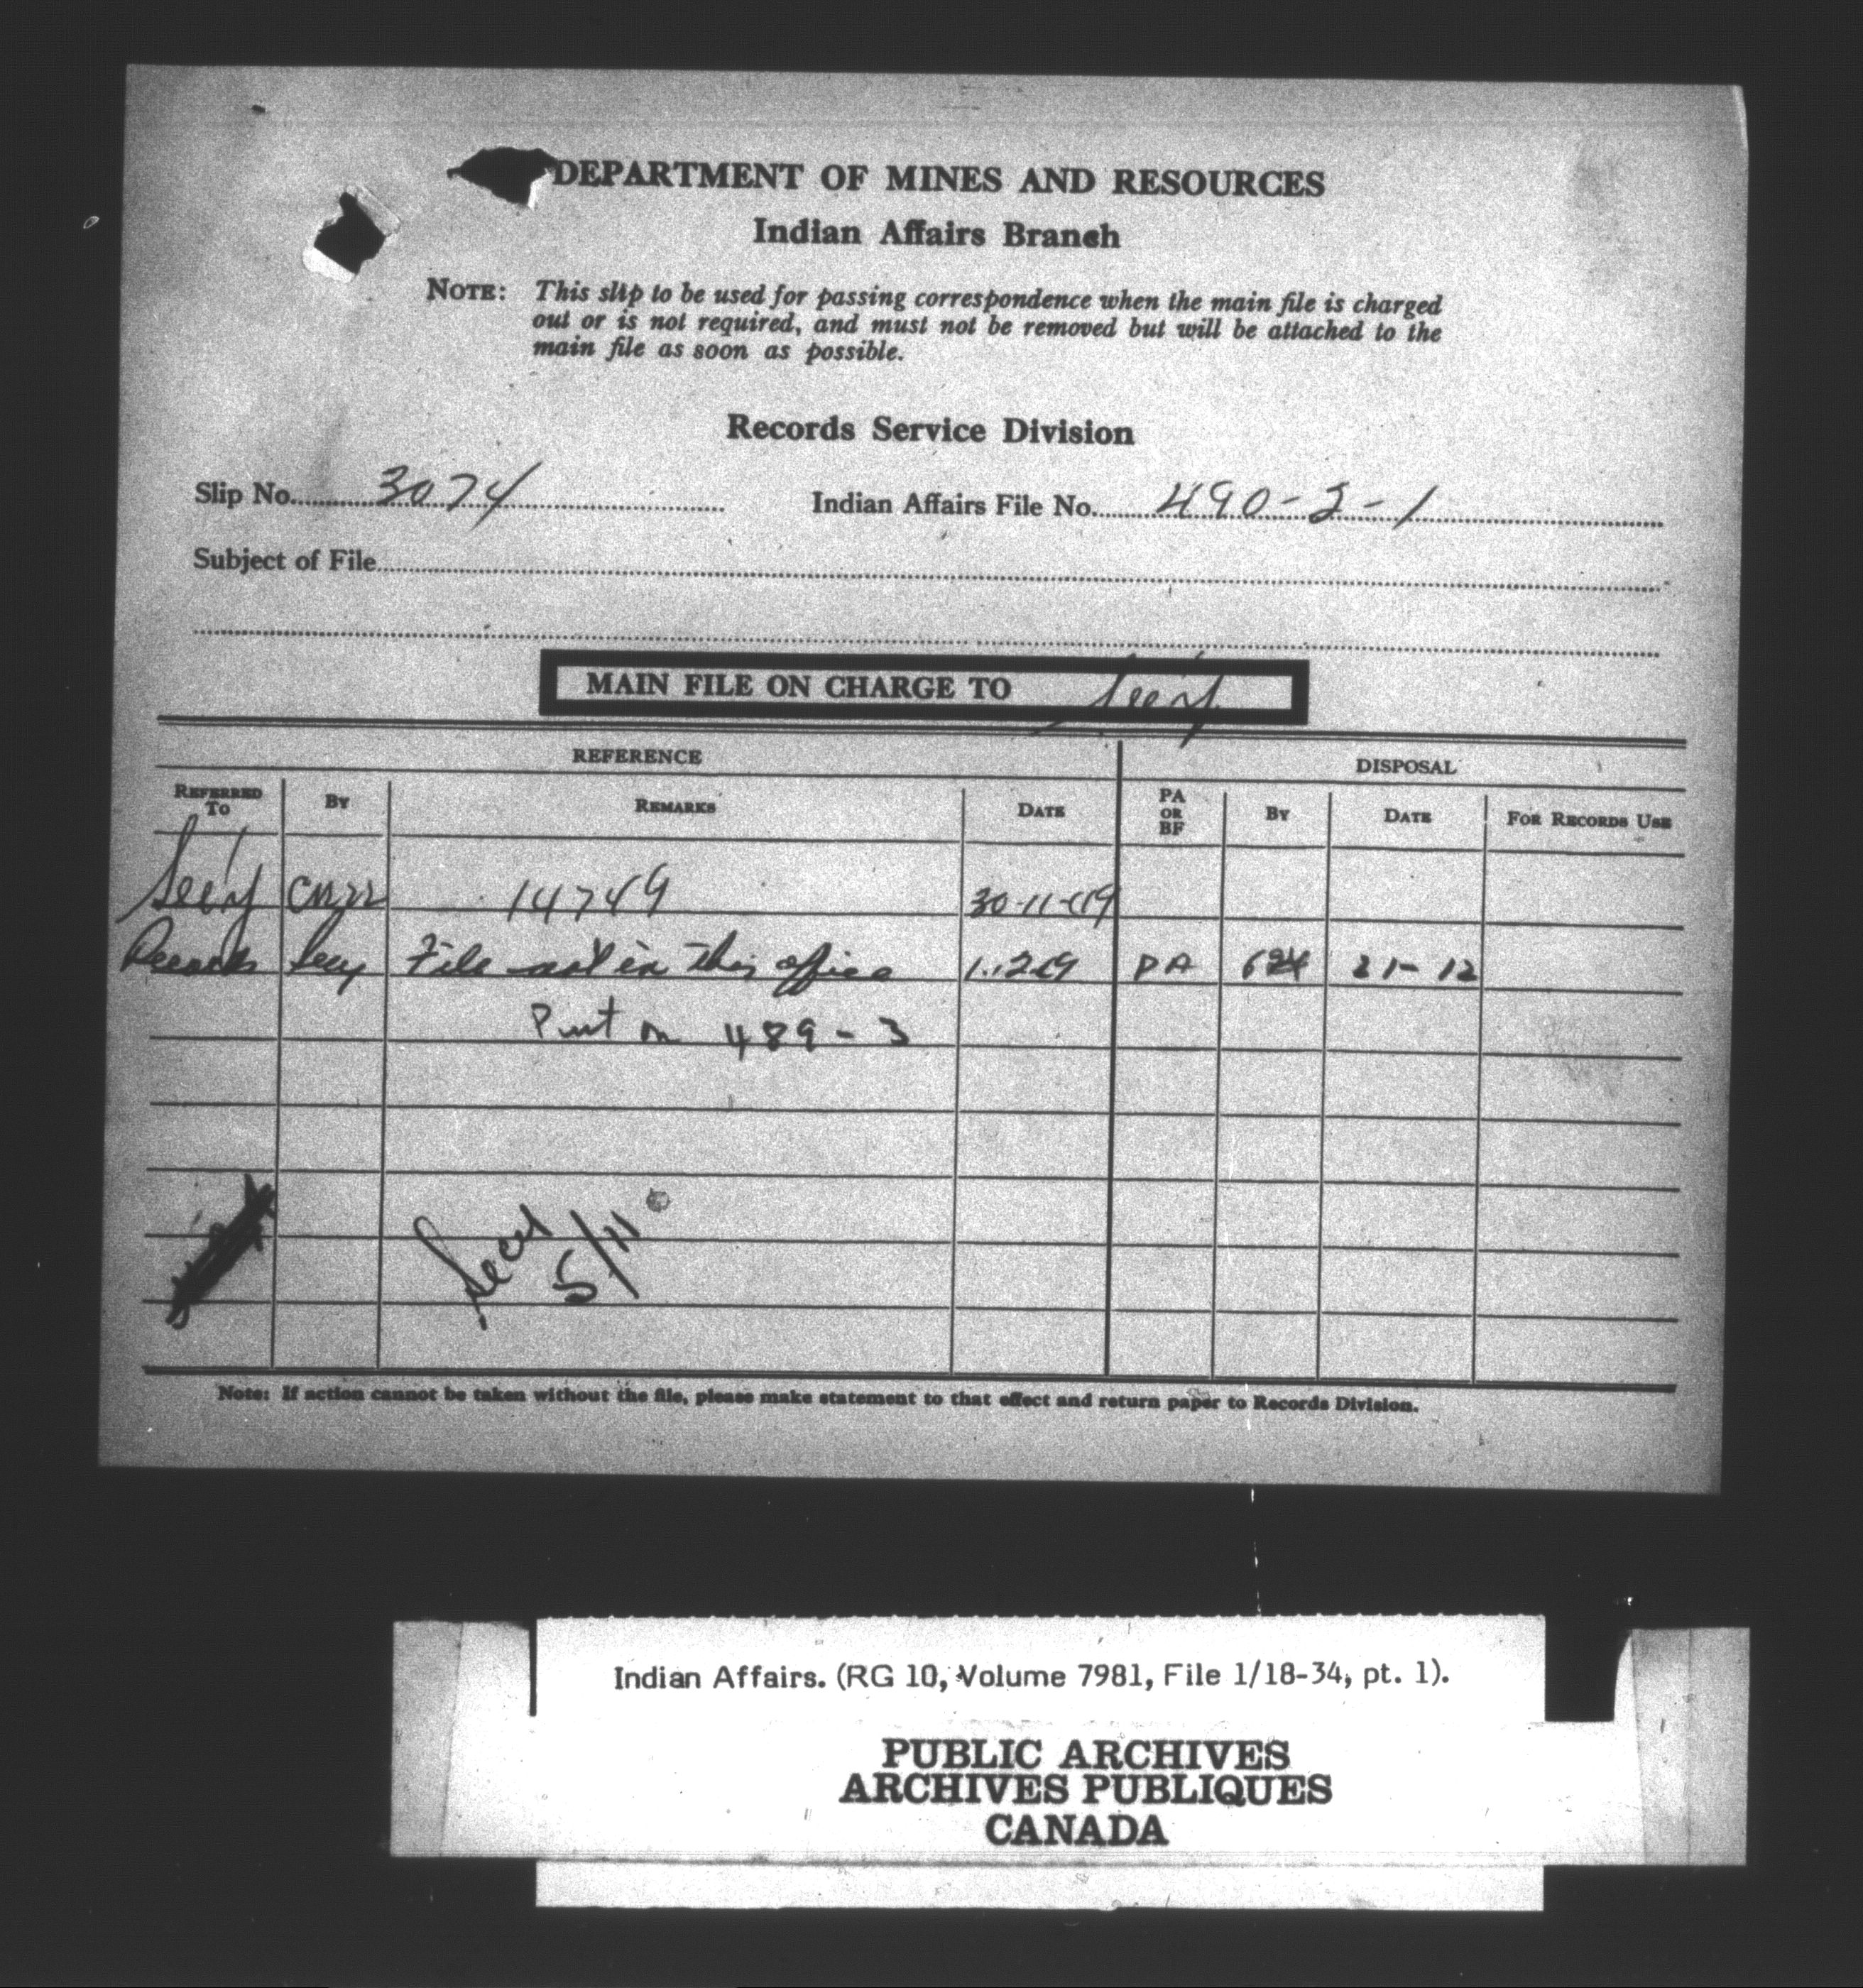 DEPARTMENT OF MINES AND RESOURCES
Indian Affairs Branch
NOTE: This slip to be used for passing correspondence when the main file is charged
out or is not required, and must not be removed but will be attached to the
main file as soon as possible.
Records Service Division
Slip No. 3074 Indian Affairs File No. 490-2-1
Subject of File
MAIN FILE ON CHARGE TO Sec'y
REFERENCE DISPOSAL
REFERRED TO BY REMARKS DATE PA OR BF BY DATE FOR RECORDS USE
Sec'y 14749 30-11-49
Records Secy File not in this office PA 624 21-12
Put on 489-3
5/11
Note: If action cannot be taken without the file, please make statement to that effect and return paper to Records Division.
Indian Affairs. (RG 10, Volume 7981, File 1/18-34, pt. 1).
PUBLIC ARCHIVES
ARCHIVES PUBLIQUES
CANADA